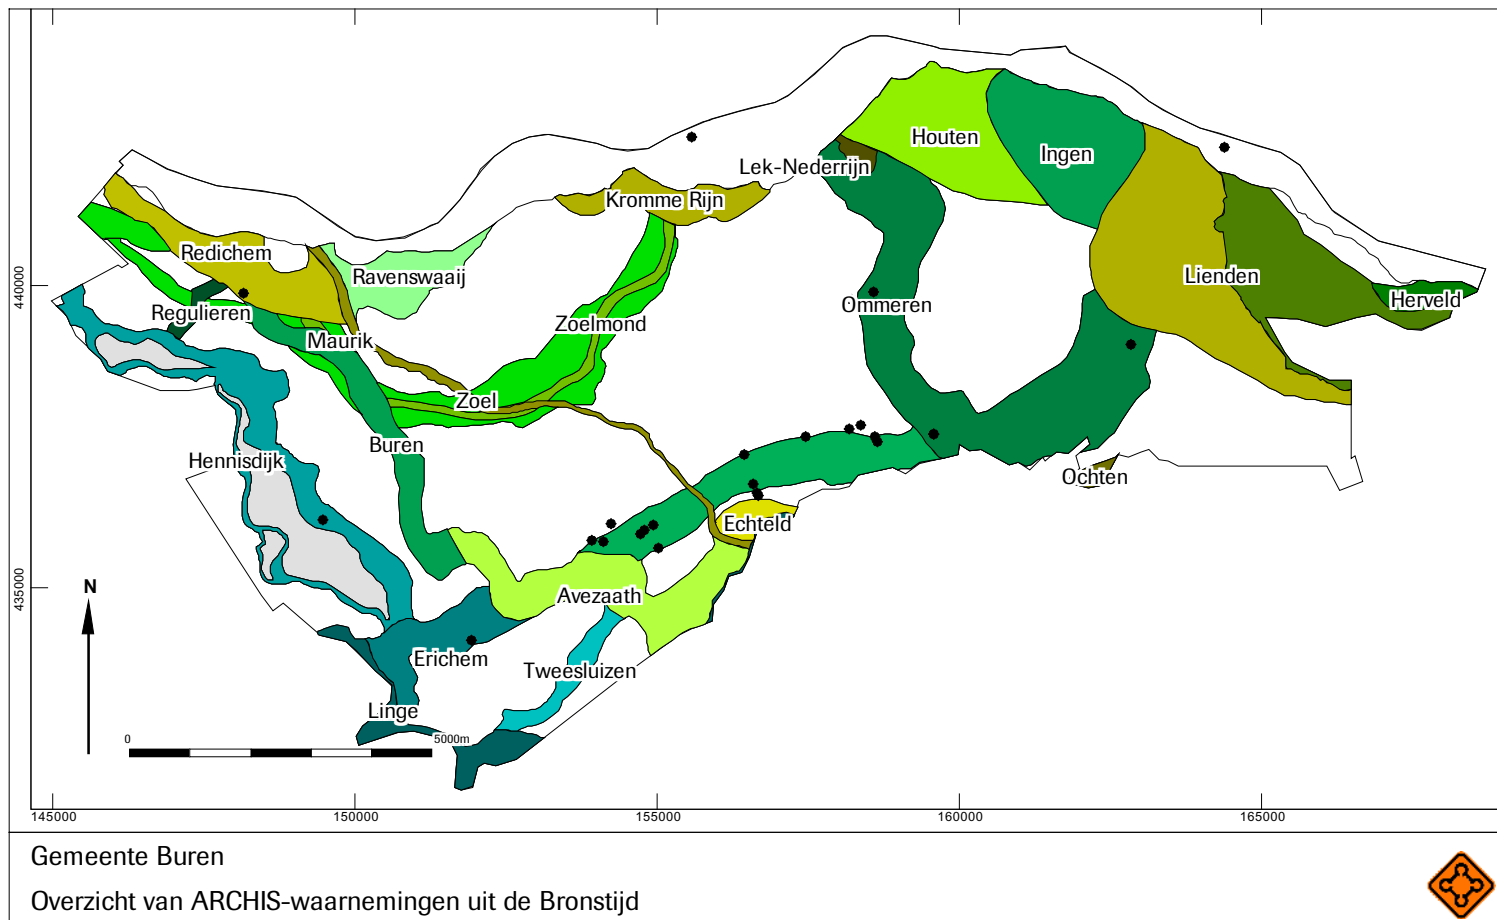 Houten
Ingen
Lek-Nederrijn
Kromme Rijn
Redichem
Ravenswaaij
Lienden
440000
Ommeren
Herveld
Regulieren
Zoelmond
Maurik
Zoel
Buren
Hennisdijk
Ochten
Echteld
435000
N
Avezaath
Erichem
Tweesluizen
Linge
0
5000m
145000
150000
155000
160000
165000
Gemeente Buren
Overzicht van ARCHIS-waarnemingen uit de Bronstijd